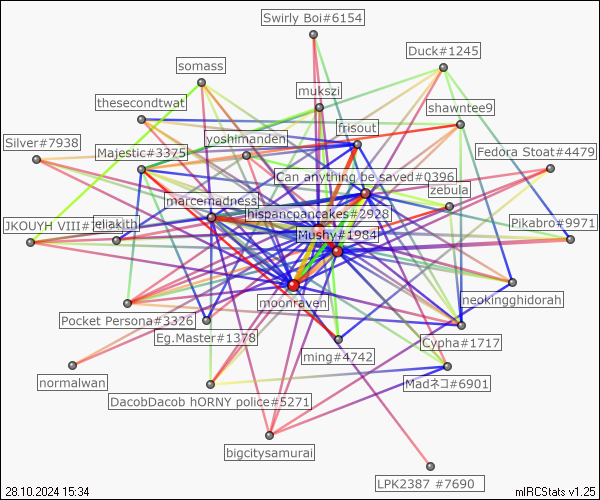 Swirly Boi#6154
Duck#1245
somass
mukszi
thesecondtwat
shawntee9
frisout
yoshimanden
Silver#7938
Majestic#3375
Fedora Stoat#4479
Can anything be saved#0396
zebula
marcemadness
hispancpancakes#2928
JKOUYH VIII#
eliakith
Mushy#1984
Pikabro#9971
moonraven
neokingghidorah
Pocket Persona#3326
Eg.Master#1378
Cypha#1717
ming#4742
normalwan
Madネコ#6901
DacobDacob hORNY police#5271
bigcitysamurai
LPK2387 #7690
28.10.2024 15:34
mIRCStats v1.25